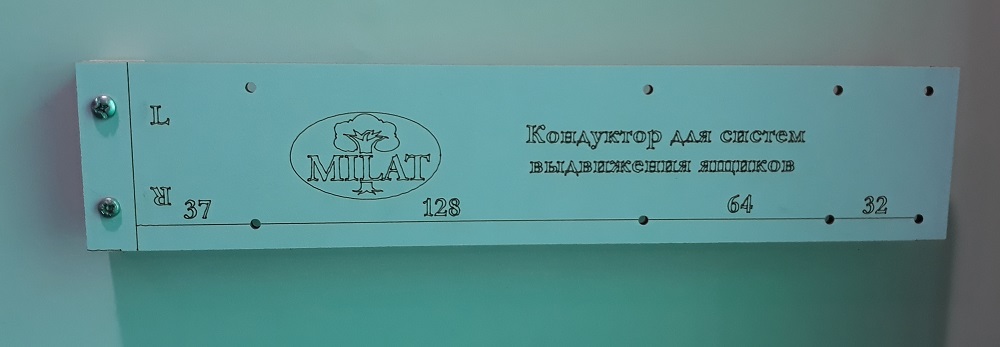 L
MILAT
Кондуктор для систем
выдвижения ящиков
R
37
128
64
32